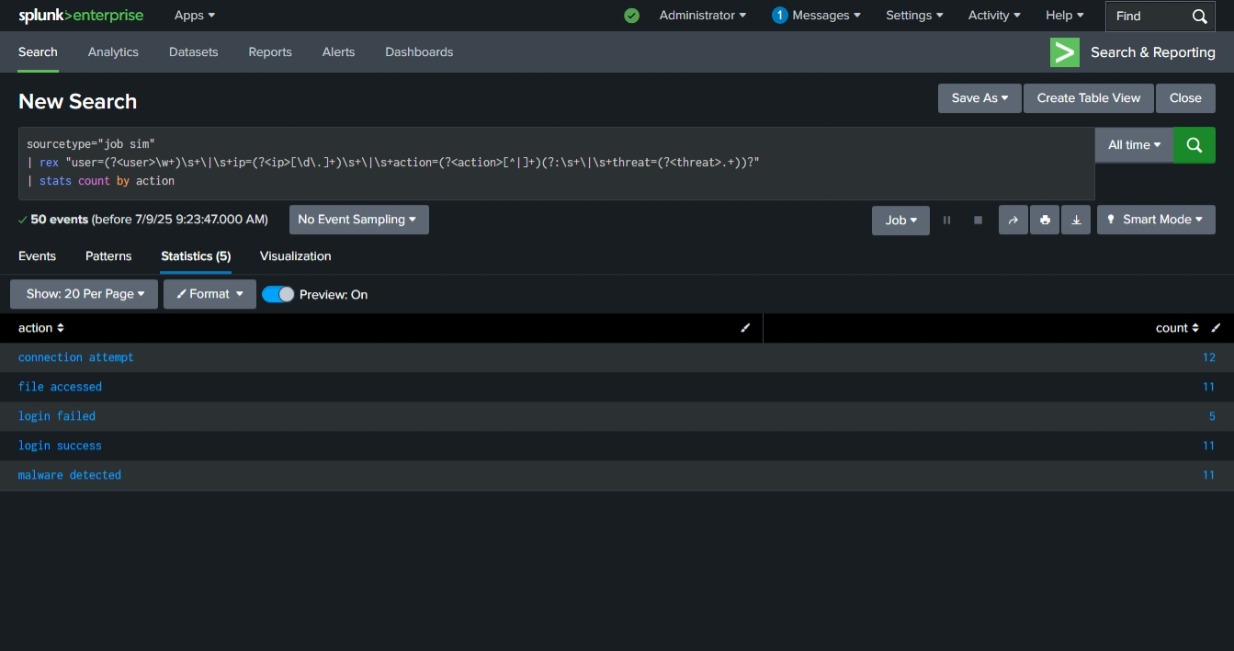 splunk>enterprise Apps Administrator 1 Messages Settings Activity Help Find
Search Analytics Datasets Reports Alerts Dashboards > Search & Reporting
New Search Save As Create Table View Close
sourcetype="job sim"
| rex "user=(?<user>\w+)\s+\|\s+ip=(?<ip>[\d\.]+)\s+\|\s+action=(?<action>[^|]+)(?:\s+\|\s+threat=(?<threat>.+))?"
| stats count by action
All time
50 events (before 7/9/25 9:23:47.000 AM) No Event Sampling Job Smart Mode
Events Patterns Statistics (5) Visualization
Show: 20 Per Page Format Preview: On
action count
connection attempt 12
file accessed 11
login failed 5
login success 11
malware detected 11